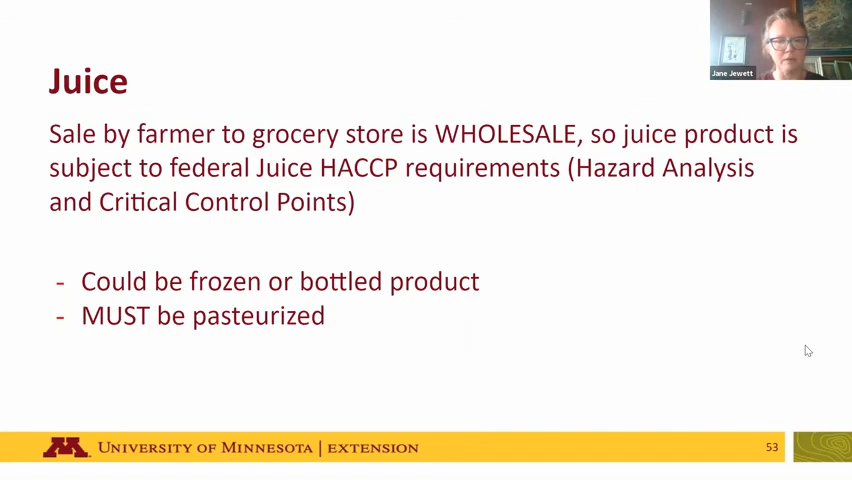 Jane Jewett
Juice
Sale by farmer to grocery store is WHOLESALE, so juice product is
subject to federal Juice HACCP requirements (Hazard Analysis
and Critical Control Points)
- Could be frozen or bottled product
- MUST be pasteurized
M
UNIVERSITY OF MINNESOTA | EXTENSION
53